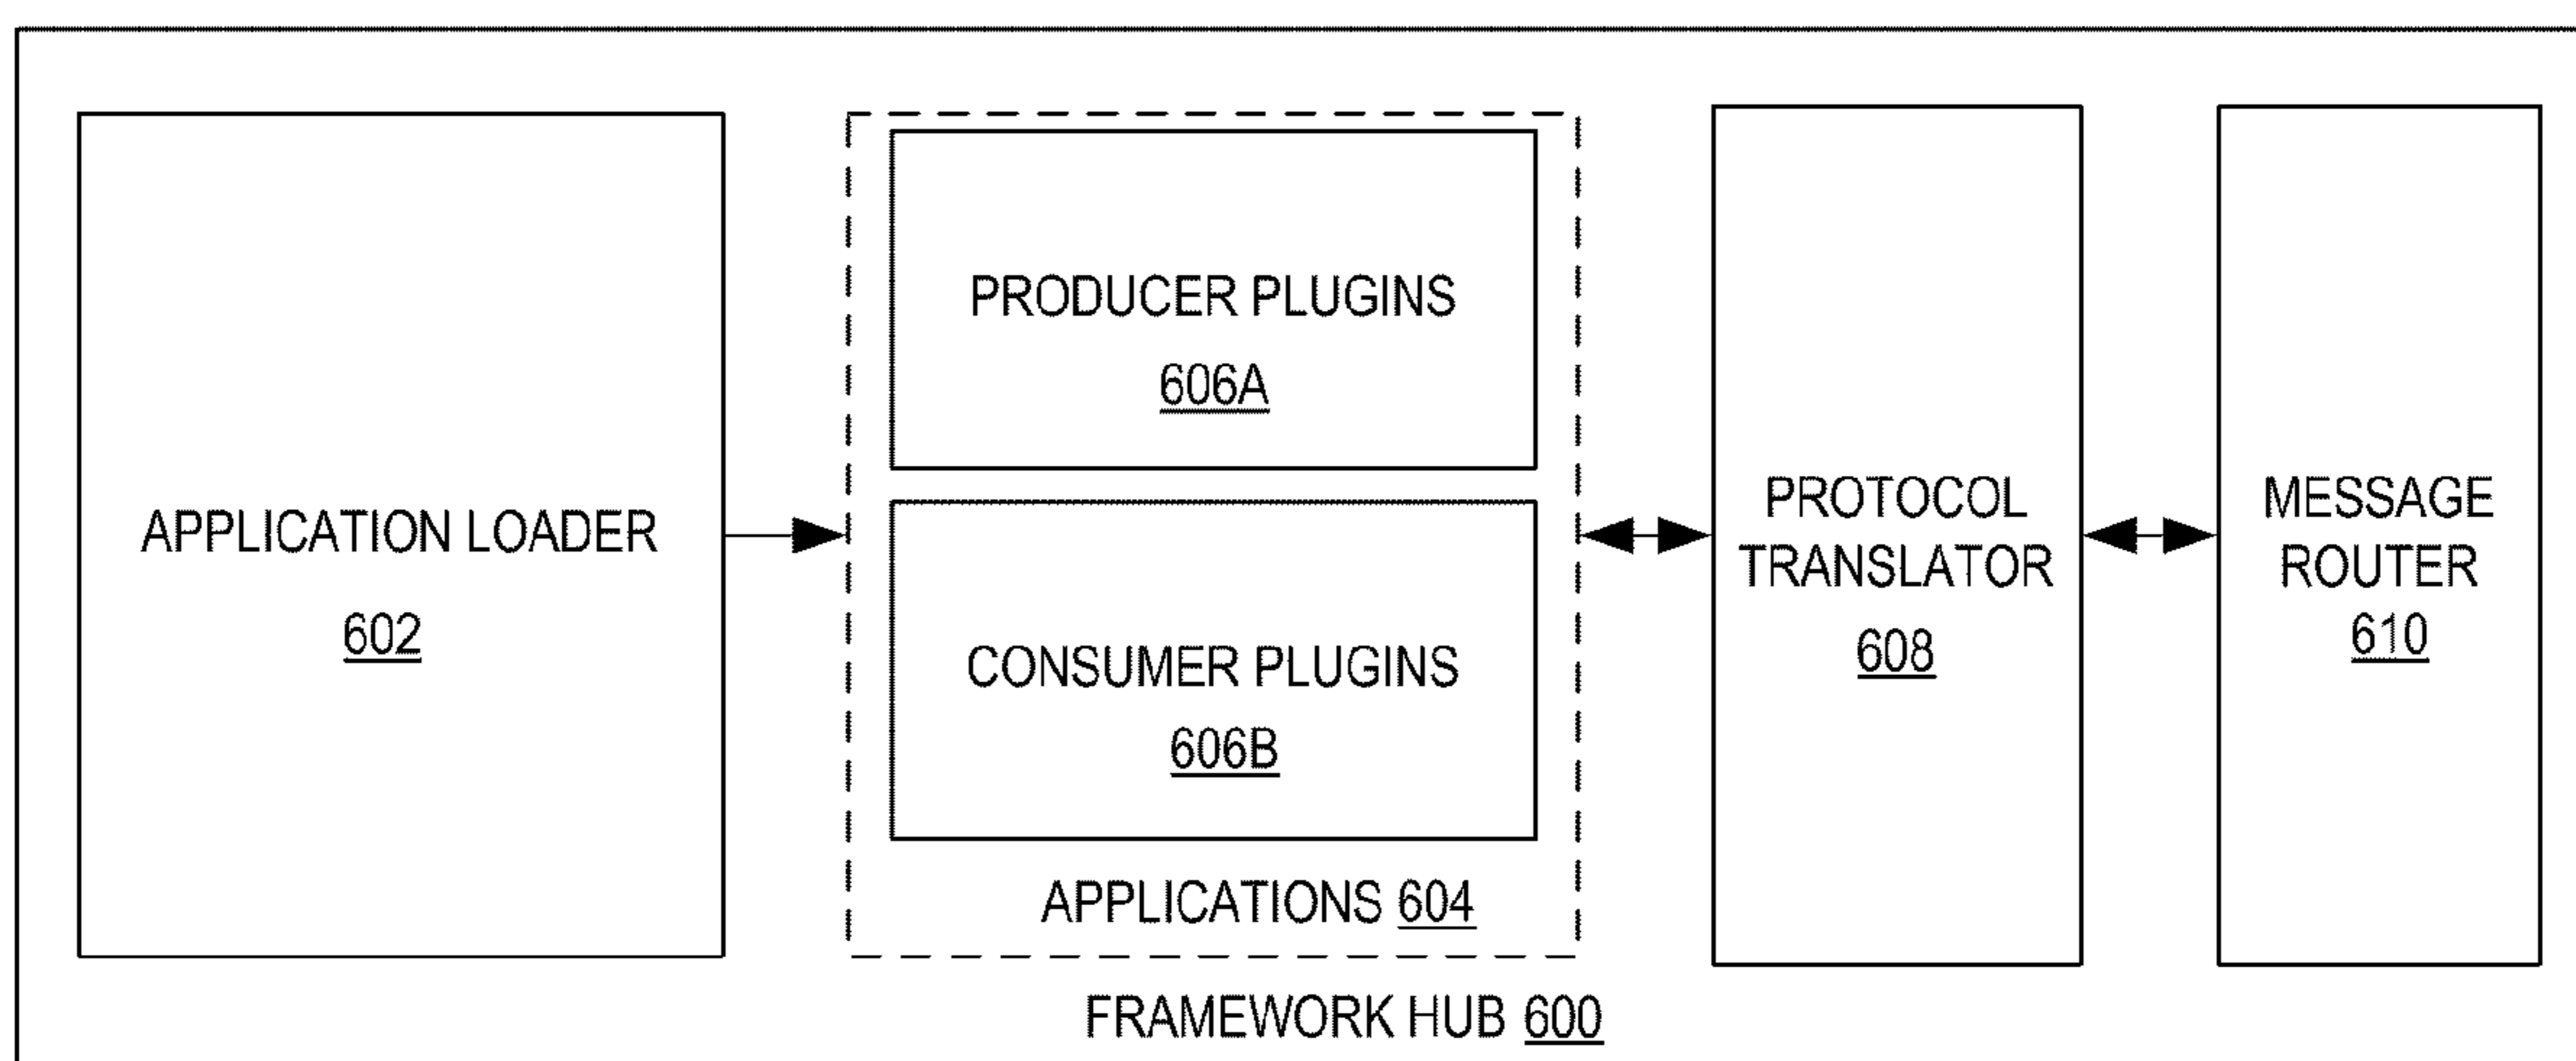 APPLICATION LOADER
602
PRODUCER PLUGINS
606A
CONSUMER PLUGINS
606B
APPLICATIONS 604
PROTOCOL
TRANSLATOR
608
MESSAGE
ROUTER
610
FRAMEWORK HUB 600